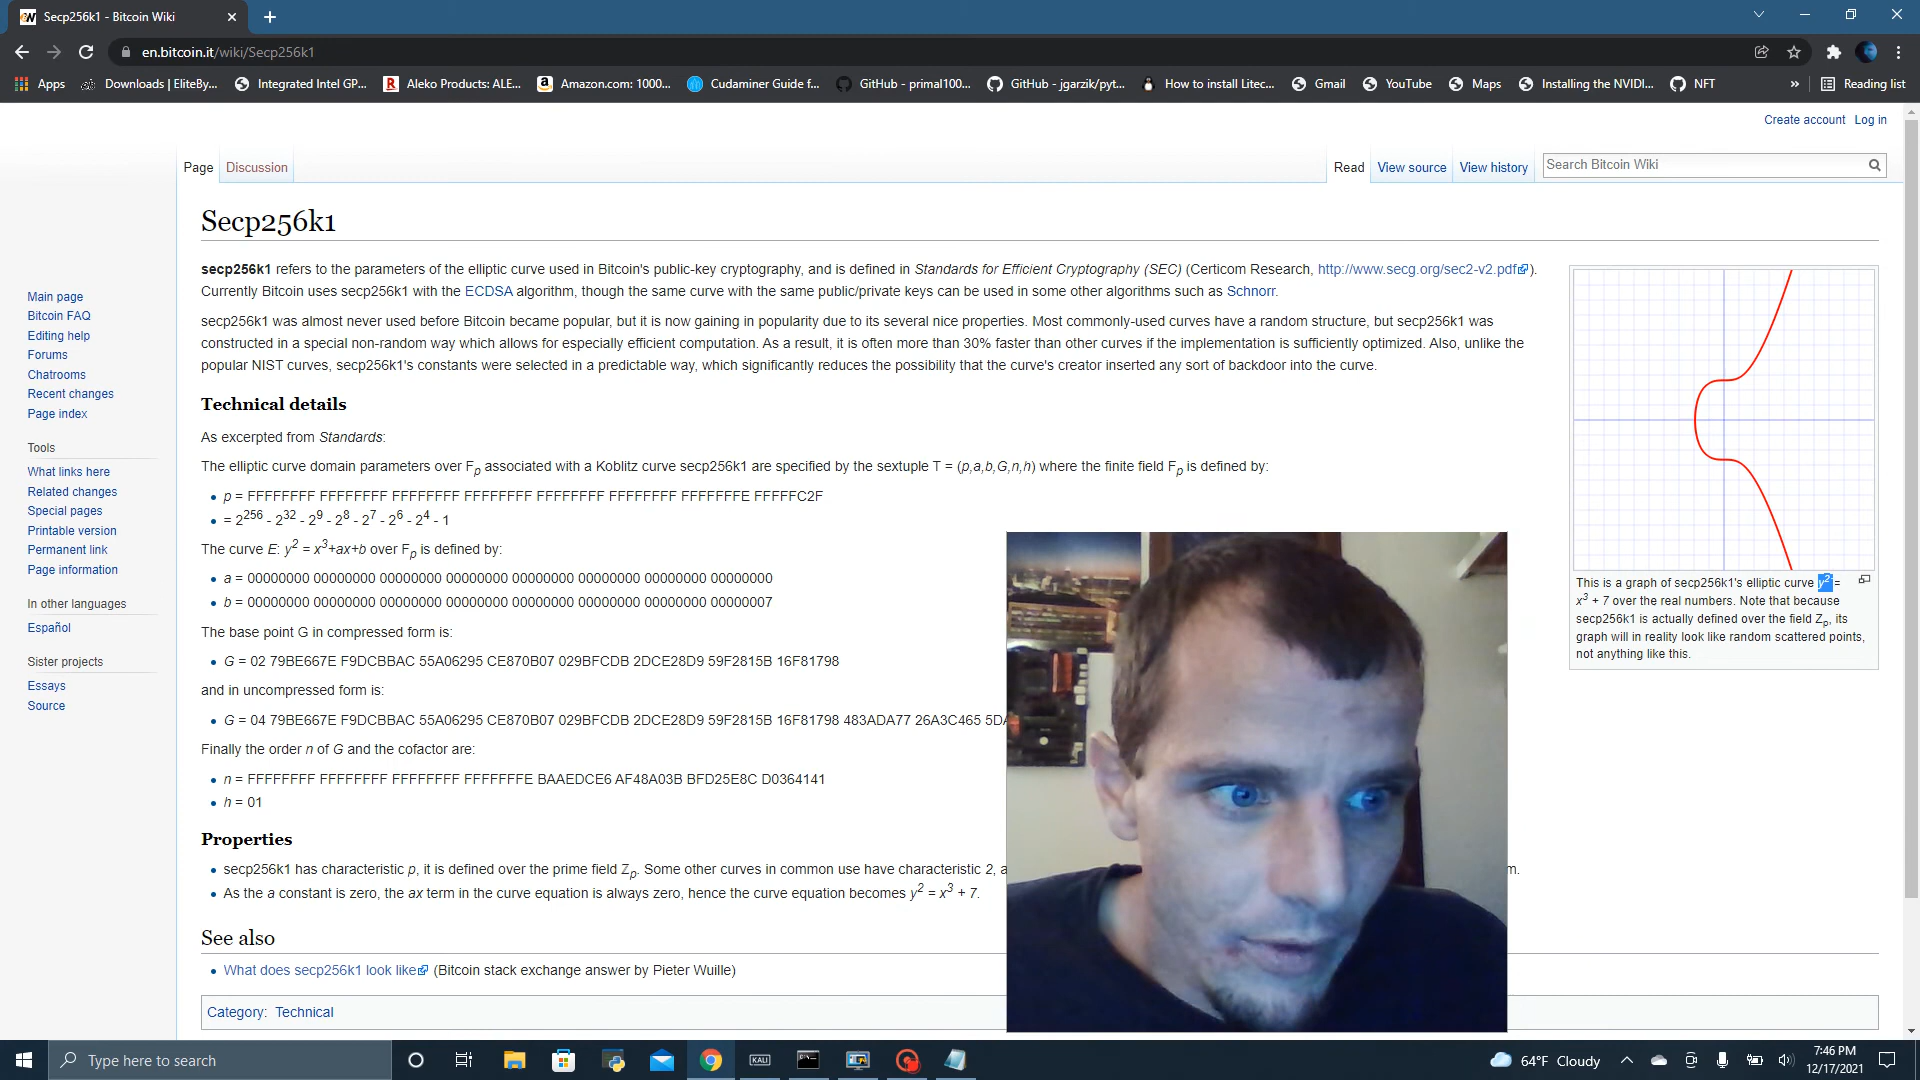 Secp256k1 - Bitcoin Wiki
en.bitcoin.it/wiki/Secp256k1
Apps
Downloads | EliteBy...
Integrated Intel GP...
Aleko Products: ALE...
Amazon.com: 1000...
Cudaminer Guide f...
GitHub - primal100...
GitHub - jgarzik/pyt...
How to install Litec...
Gmail
YouTube
Maps
Installing the NVIDI...
NFT
»
Reading list
Create account Log in
Page Discussion
Read View source View history
Search Bitcoin Wiki
Secp256k1
secp256k1 refers to the parameters of the elliptic curve used in Bitcoin's public-key cryptography, and is defined in Standards for Efficient Cryptography (SEC) (Certicom Research, http://www.secg.org/sec2-v2.pdf).
Currently Bitcoin uses secp256k1 with the ECDSA algorithm, though the same curve with the same public/private keys can be used in some other algorithms such as Schnorr.
secp256k1 was almost never used before Bitcoin became popular, but it is now gaining in popularity due to its several nice properties. Most commonly-used curves have a random structure, but secp256k1 was
constructed in a special non-random way which allows for especially efficient computation. As a result, it is often more than 30% faster than other curves if the implementation is sufficiently optimized. Also, unlike the
popular NIST curves, secp256k1's constants were selected in a predictable way, which significantly reduces the possibility that the curve's creator inserted any sort of backdoor into the curve.
Technical details
As excerpted from Standards:
The elliptic curve domain parameters over Fp associated with a Koblitz curve secp256k1 are specified by the sextuple T = (p,a,b,G,n,h) where the finite field Fp is defined by:
• p = FFFFFFFF FFFFFFFF FFFFFFFF FFFFFFFF FFFFFFFF FFFFFFFF FFFFFFFE FFFFFC2F
• = 2²⁵⁶ - 2³² - 2⁹ - 2⁸ - 2⁷ - 2⁶ - 2⁴ - 1
The curve E: y² = x³+ax+b over Fp is defined by:
• a = 00000000 00000000 00000000 00000000 00000000 00000000 00000000 00000000
• b = 00000000 00000000 00000000 00000000 00000000 00000000 00000000 00000007
The base point G in compressed form is:
• G = 02 79BE667E F9DCBBAC 55A06295 CE870B07 029BFCDB 2DCE28D9 59F2815B 16F81798
and in uncompressed form is:
• G = 04 79BE667E F9DCBBAC 55A06295 CE870B07 029BFCDB 2DCE28D9 59F2815B 16F81798 483ADA77 26A3C465 5DA
Finally the order n of G and the cofactor are:
• n = FFFFFFFF FFFFFFFF FFFFFFFF FFFFFFFE BAAEDCE6 AF48A03B BFD25E8C D0364141
• h = 01
Properties
• secp256k1 has characteristic p, it is defined over the prime field Zp. Some other curves in common use have characteristic 2, a m.
• As the a constant is zero, the ax term in the curve equation is always zero, hence the curve equation becomes y² = x³ + 7.
See also
• What does secp256k1 look like (Bitcoin stack exchange answer by Pieter Wuille)
Category: Technical
This is a graph of secp256k1's elliptic curve y² =
x³ + 7 over the real numbers. Note that because
secp256k1 is actually defined over the field Zp, its
graph will in reality look like random scattered points,
not anything like this.
Main page
Bitcoin FAQ
Editing help
Forums
Chatrooms
Recent changes
Page index
Tools
What links here
Related changes
Special pages
Printable version
Permanent link
Page information
In other languages
Español
Sister projects
Essays
Source
Type here to search
KALI
64°F Cloudy
7:46 PM
12/17/2021